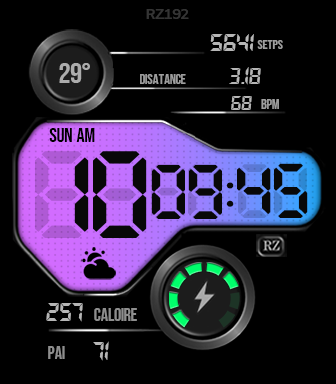 RZ192
5641 SETPS
29°
DISATANCE 3.18
68 BPM
SUN AM
10 09:45
RZ
257 CALOIRE
PAI 71